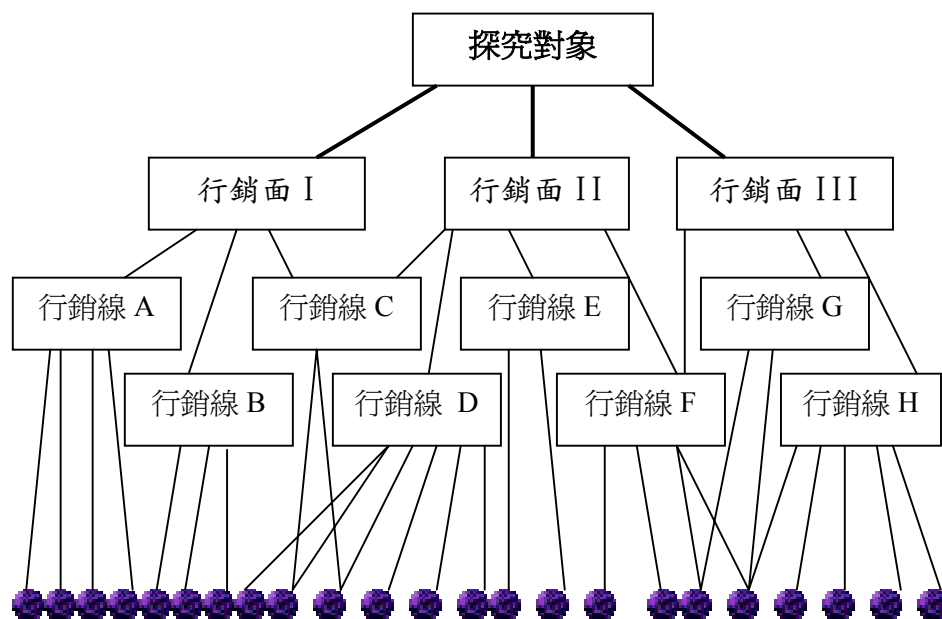 探究對象
行銷面 I
行銷面 II
行銷面 III
行銷線 A
行銷線 C
行銷線 E
行銷線 G
行銷線 B
行銷線 D
行銷線 F
行銷線 H